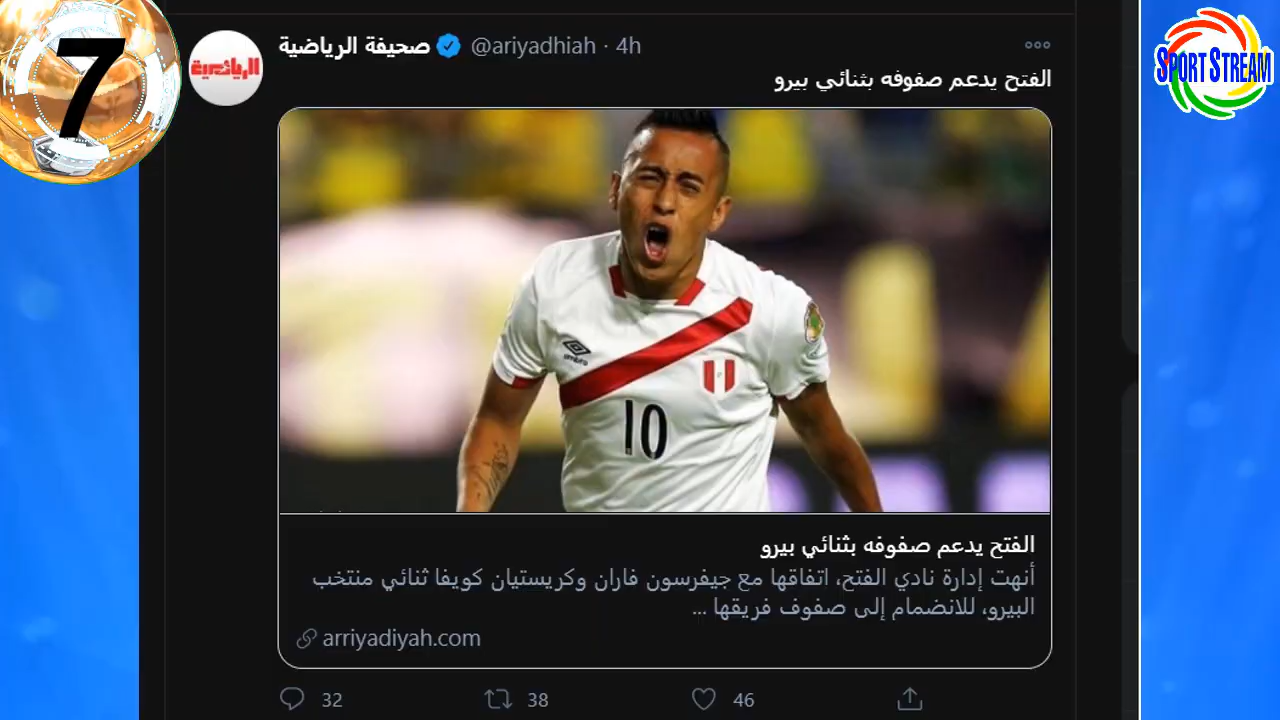 7
SPORT STREAM
الرياضية
صحيفة الرياضية @ariyadhiah · 4h
الفتح يدعم صفوفه بثنائي بيرو
umbro
10
الفتح يدعم صفوفه بثنائي بيرو
أنهت إدارة نادي الفتح، اتفاقها مع جيفرسون فاران وكريستيان كويفا ثنائي منتخب
البيرو، للانضمام إلى صفوف فريقها ...
arriyadiyah.com
32 38 46